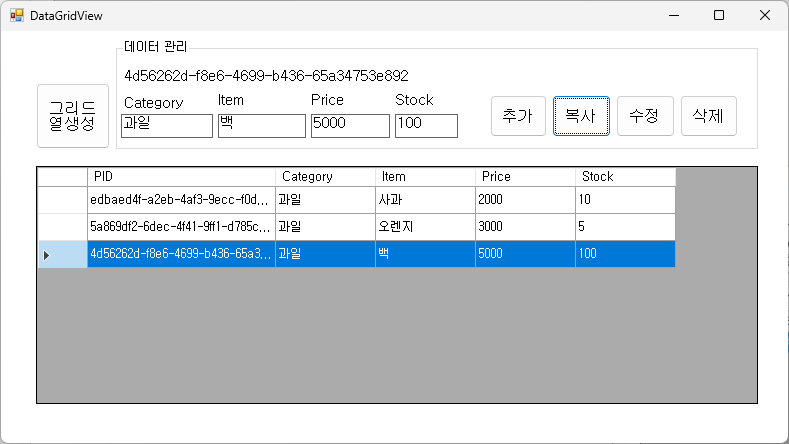 DataGridView
데이터 관리
4d56262d-f8e6-4699-b436-65a34753e892
그리드
열생성
Category Item Price Stock
과일 백 5000 100
추가 복사 수정 삭제
PID Category Item Price Stock
edbaed4f-a2eb-4af3-9ecc-f0d... 과일 사과 2000 10
5a869df2-6dec-4f41-9ff1-d785c... 과일 오렌지 3000 5
4d56262d-f8e6-4699-b436-65a3... 과일 백 5000 100